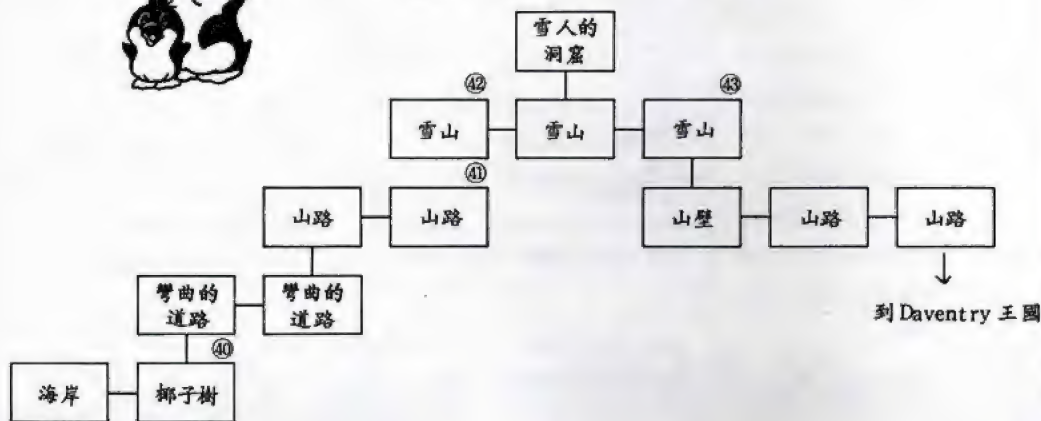 雪人的
洞窟
㊷ ㊸
雪山 雪山 雪山
㊶
山路 山路 山壁 山路 山路
彎曲的 彎曲的
道路 道路
到 Daventry 王國
㊵
海岸 椰子樹